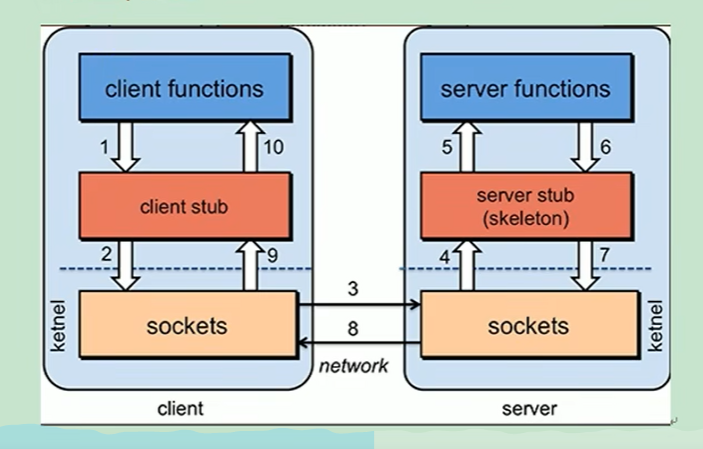 client functions
server functions
1
10
5
6
client stub
server stub
(skeleton)
2
9
4
7
3
sockets
sockets
8
ketnel
ketnel
network
client
server